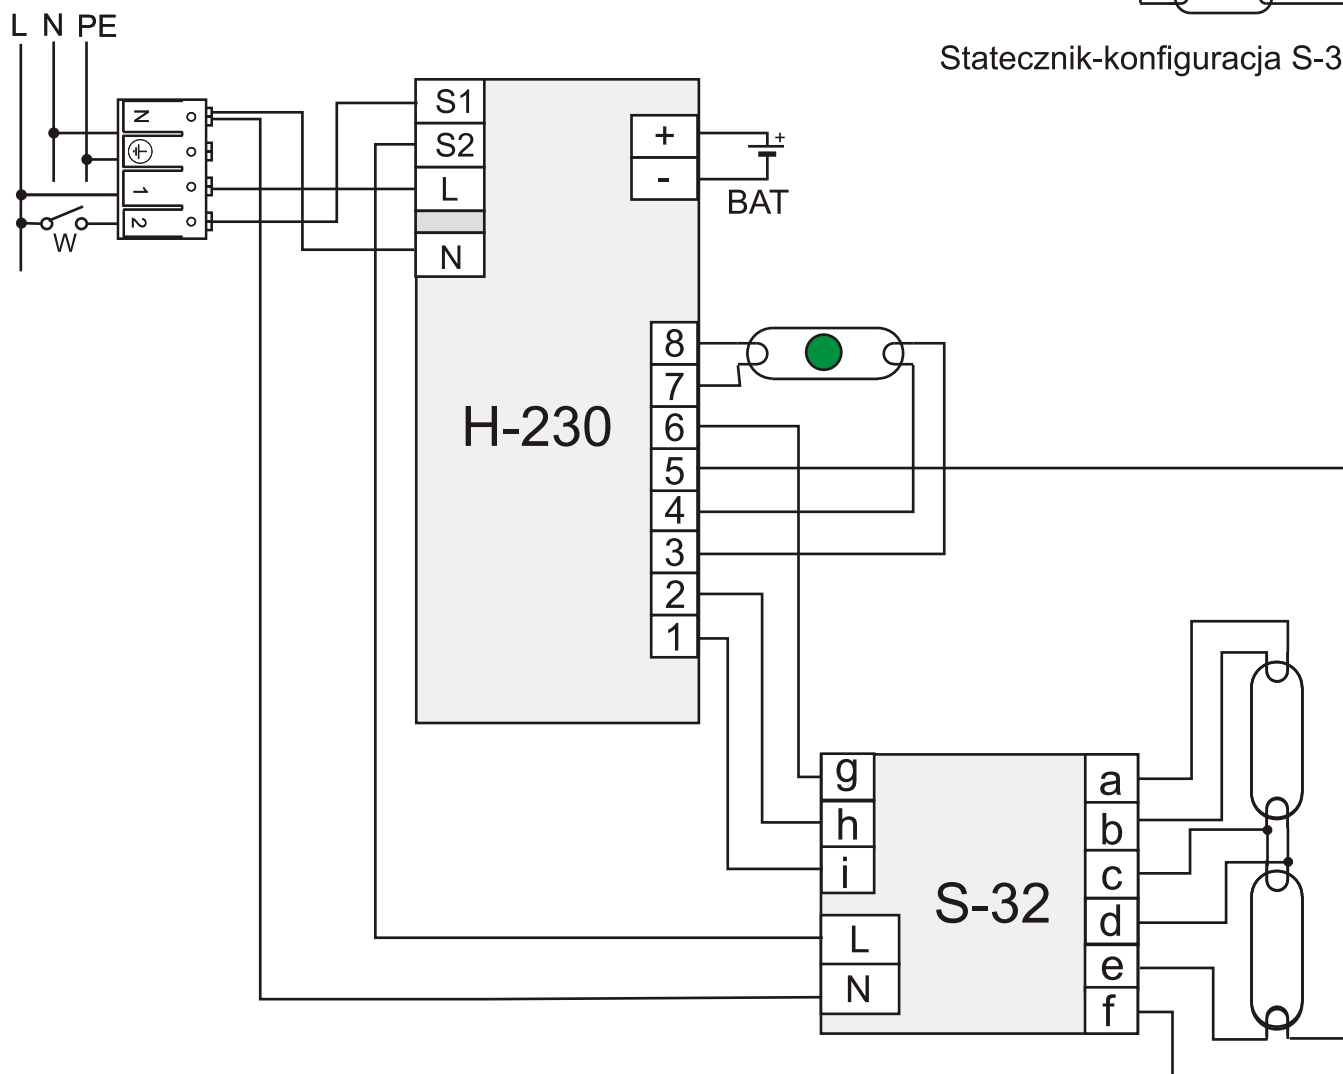 L N PE
Statecznik-konfiguracja S-3
N
1
2
W
S1
S2
L
N
+
-
+
BAT
H-230
8
7
6
5
4
3
2
1
g
h
i
L
N
S-32
a
b
c
d
e
f